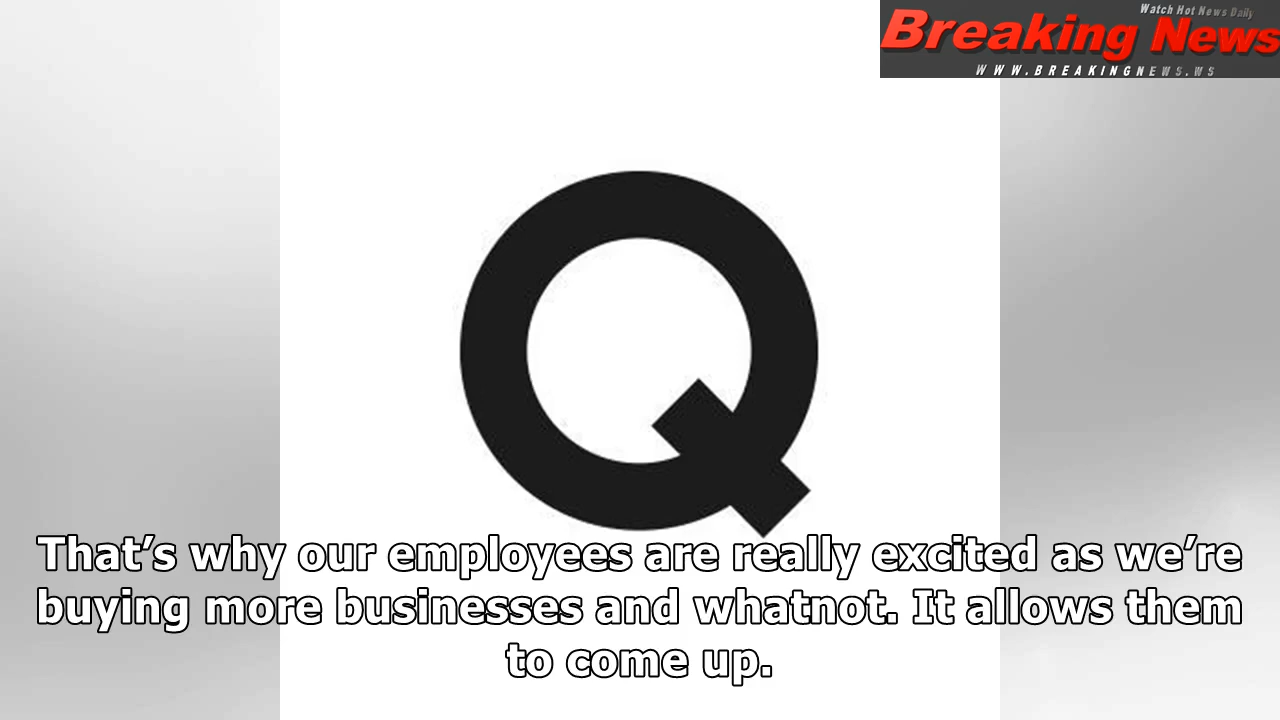 Watch Hot News Daily
Breaking News
WWW.BREAKINGNEWS.WS
Q
That’s why our employees are really excited as we’re
buying more businesses and whatnot. It allows them
to come up.